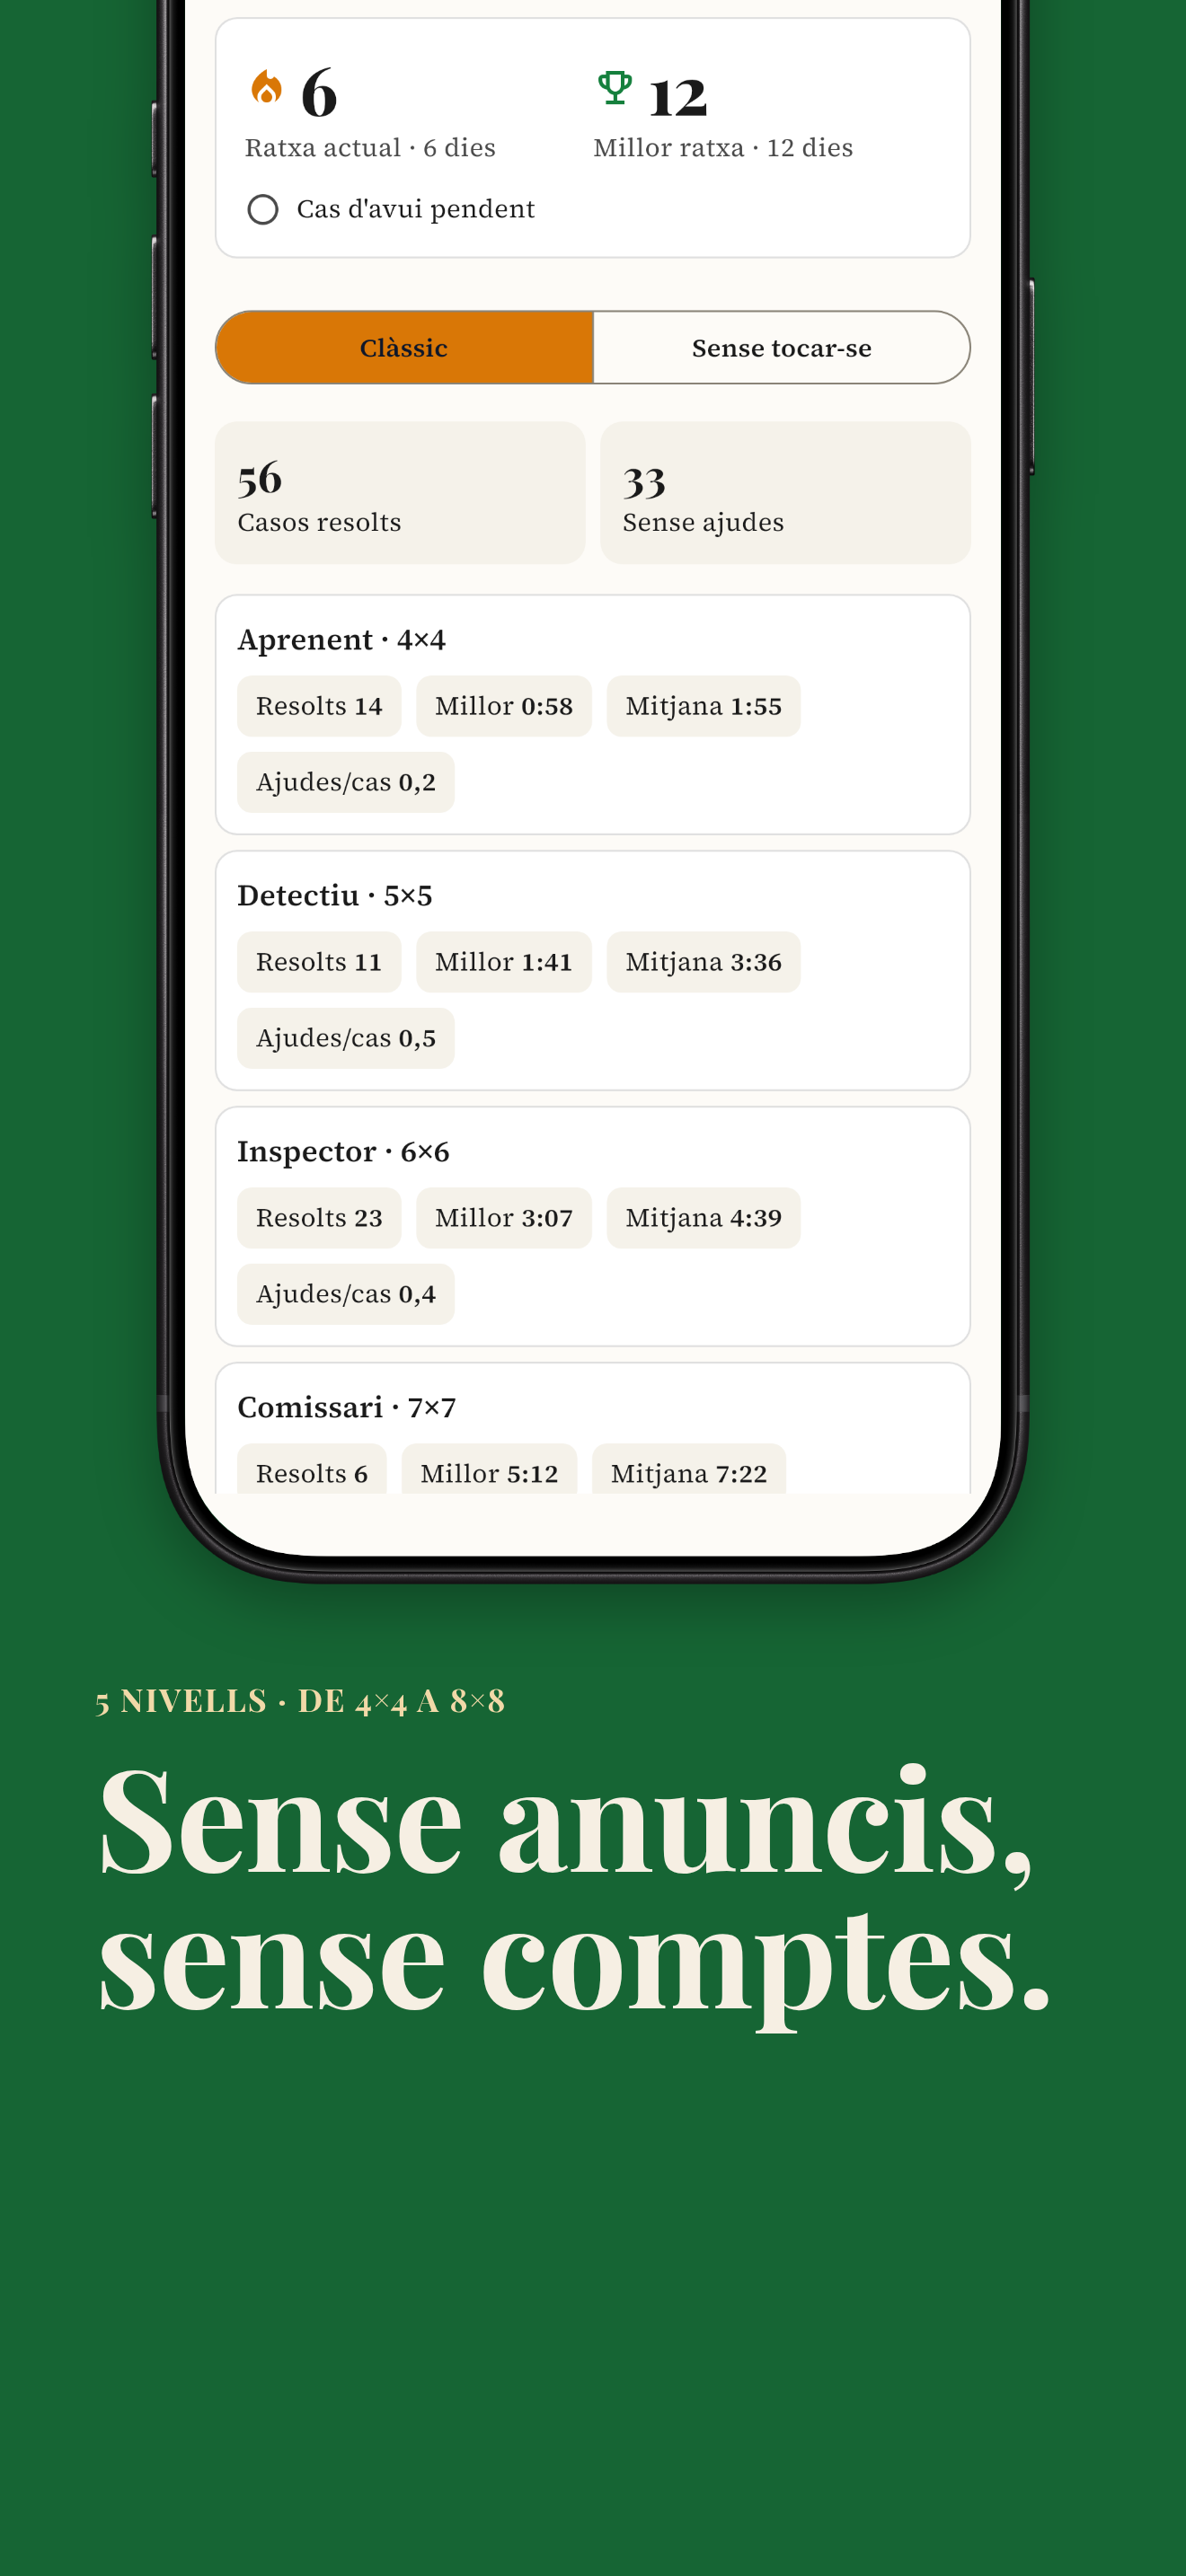 6
12
Ratxa actual · 6 dies
Millor ratxa · 12 dies
Cas d'avui pendent
Clàssic
Sense tocar-se
56
Casos resolts
33
Sense ajudes
Aprenent · 4×4
Resolts 14
Millor 0:58
Mitjana 1:55
Ajudes/cas 0,2
Detectiu · 5×5
Resolts 11
Millor 1:41
Mitjana 3:36
Ajudes/cas 0,5
Inspector · 6×6
Resolts 23
Millor 3:07
Mitjana 4:39
Ajudes/cas 0,4
Comissari · 7×7
Resolts 6
Millor 5:12
Mitjana 7:22
5 NIVELLS · DE 4×4 A 8×8
Sense anuncis,
sense comptes.